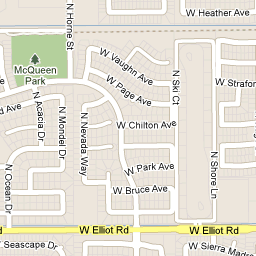 W Heather Ave
N Horne St
McQueen
Park
W Vaughn Ave
W Page Ave
N Ski Ct
W Strafor
d Ave
N Acacia Dr
N Mondel Dr
N Nevada Way
W Chilton Ave
W Park Ave
W Bruce Ave
N Shore Ln
N Ocean Dr
d
W Elliot Rd
W Elliot Rd
W Seascape Dr
W Sierra Madre